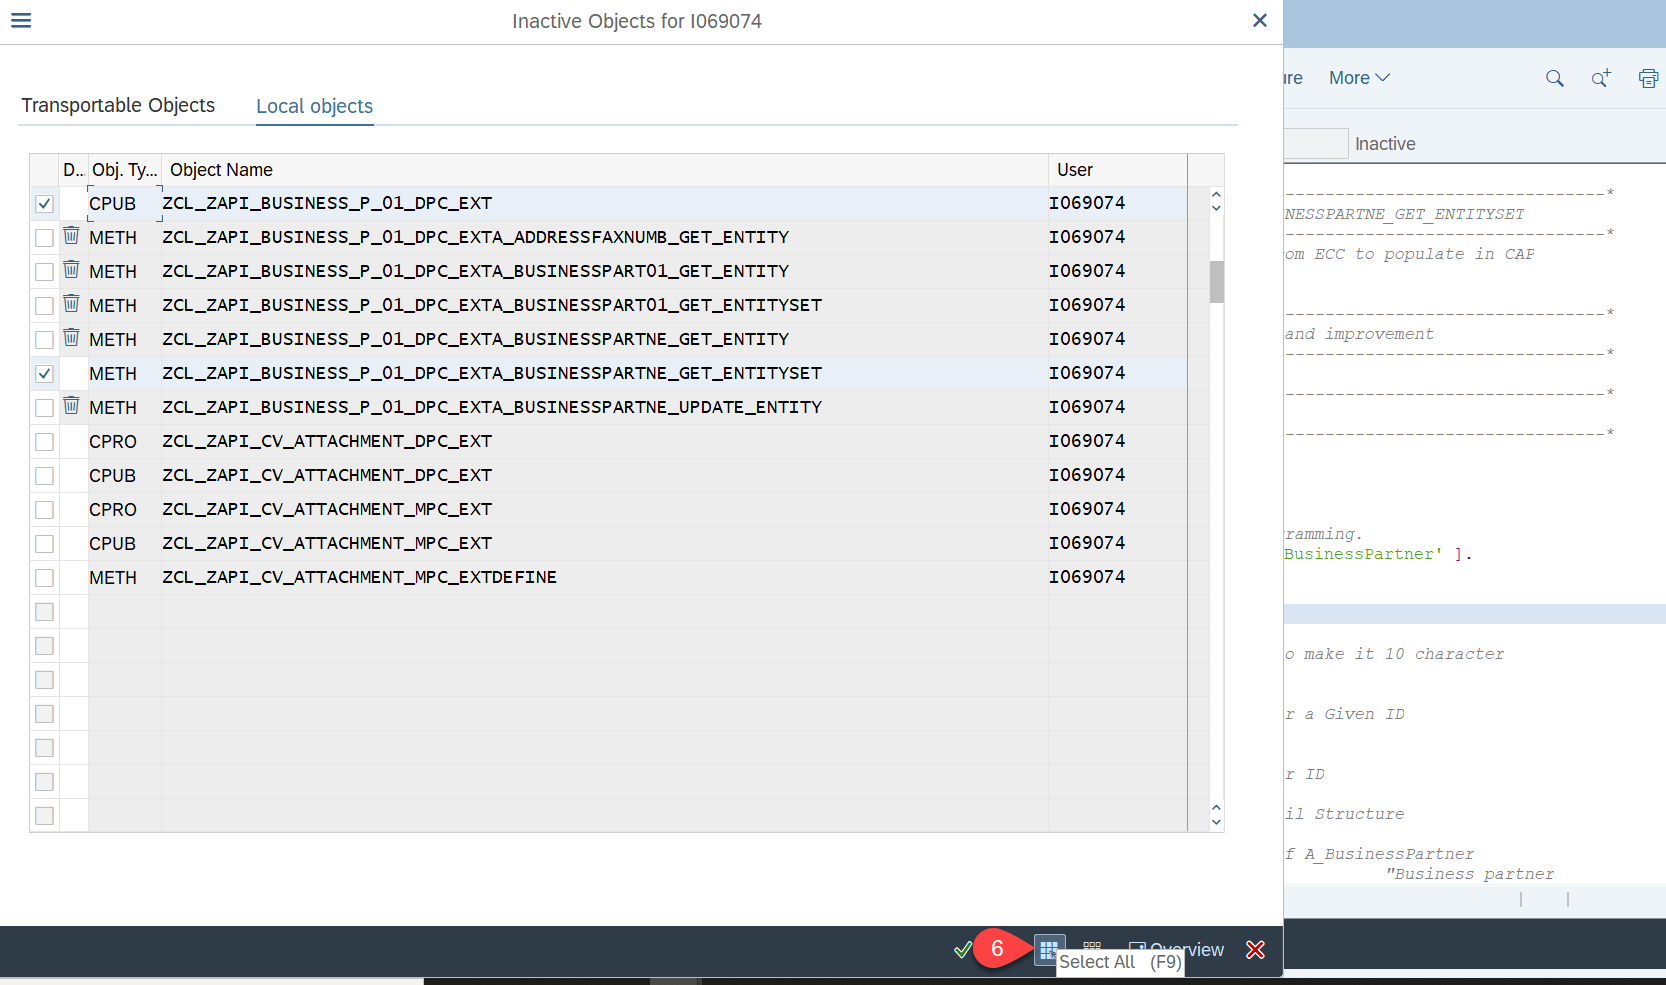 Inactive Objects for I069074
More
Transportable Objects
Local objects
Inactive
D... Obj. Ty... Object Name User
CPUB ZCL_ZAPI_BUSINESS_P_01_DPC_EXT I069074
METH ZCL_ZAPI_BUSINESS_P_01_DPC_EXTA_ADDRESSFAXNUMB_GET_ENTITY I069074
METH ZCL_ZAPI_BUSINESS_P_01_DPC_EXTA_BUSINESSPART01_GET_ENTITY I069074
METH ZCL_ZAPI_BUSINESS_P_01_DPC_EXTA_BUSINESSPART01_GET_ENTITYSET I069074
METH ZCL_ZAPI_BUSINESS_P_01_DPC_EXTA_BUSINESSPARTNE_GET_ENTITY I069074
METH ZCL_ZAPI_BUSINESS_P_01_DPC_EXTA_BUSINESSPARTNE_GET_ENTITYSET I069074
METH ZCL_ZAPI_BUSINESS_P_01_DPC_EXTA_BUSINESSPARTNE_UPDATE_ENTITY I069074
CPRO ZCL_ZAPI_CV_ATTACHMENT_DPC_EXT I069074
CPUB ZCL_ZAPI_CV_ATTACHMENT_DPC_EXT I069074
CPRO ZCL_ZAPI_CV_ATTACHMENT_MPC_EXT I069074
CPUB ZCL_ZAPI_CV_ATTACHMENT_MPC_EXT I069074
METH ZCL_ZAPI_CV_ATTACHMENT_MPC_EXTDEFINE I069074
--------------------------------*
NESSPARTNE_GET_ENTITYSET
--------------------------------*
om ECC to populate in CAP
--------------------------------*
and improvement
--------------------------------*
--------------------------------*
--------------------------------*
ramming.
BusinessPartner' ].
o make it 10 character
r a Given ID
r ID
il Structure
f A_BusinessPartner
"Business partner
6
Overview
Select All (F9)